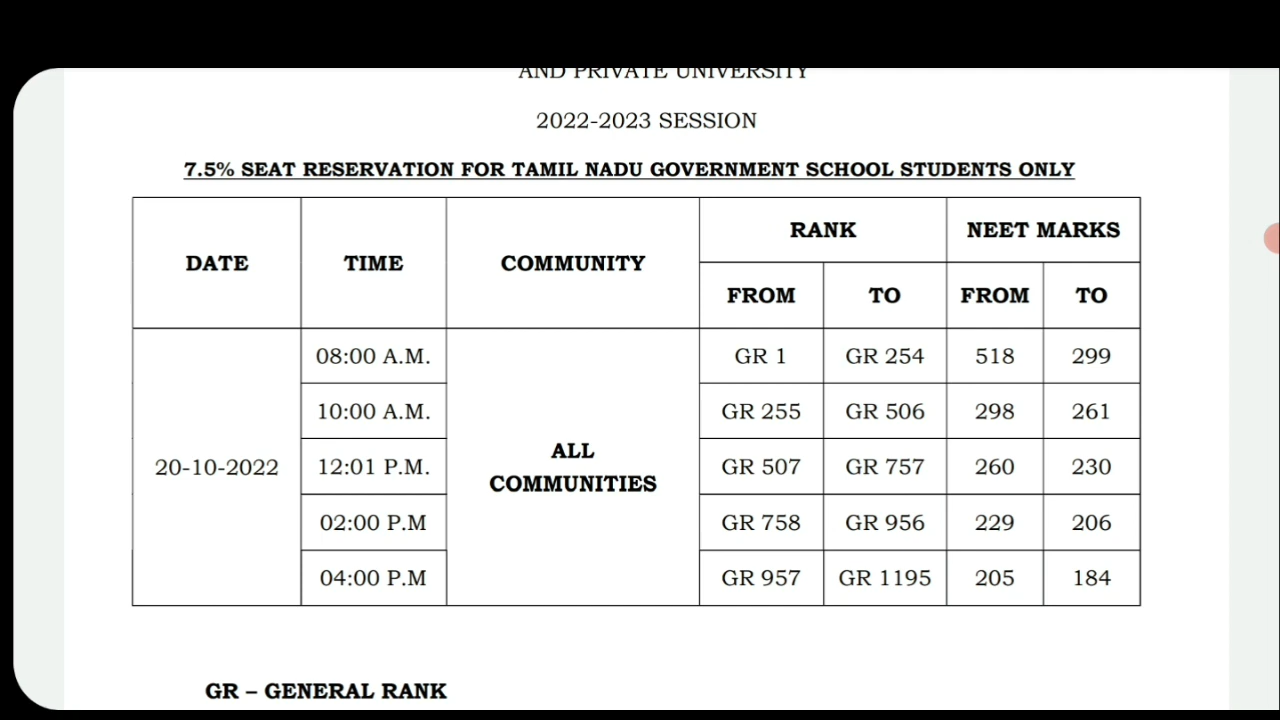 AND PRIVATE UNIVERSITY
2022-2023 SESSION
7.5% SEAT RESERVATION FOR TAMIL NADU GOVERNMENT SCHOOL STUDENTS ONLY
DATE TIME COMMUNITY RANK NEET MARKS
FROM TO FROM TO
08:00 A.M. GR 1 GR 254 518 299
10:00 A.M. GR 255 GR 506 298 261
20-10-2022 12:01 P.M. ALL COMMUNITIES GR 507 GR 757 260 230
02:00 P.M GR 758 GR 956 229 206
04:00 P.M GR 957 GR 1195 205 184
GR – GENERAL RANK